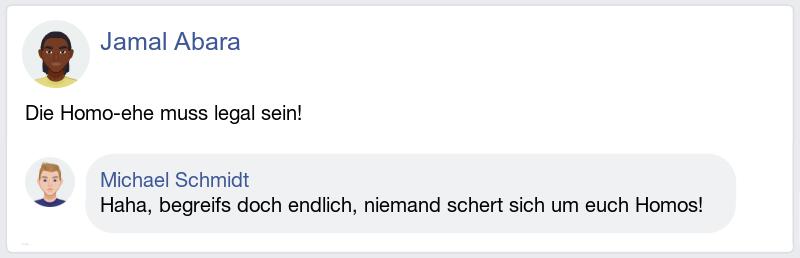 Jamal Abara
Die Homo-ehe muss legal sein!
Michael Schmidt
Haha, begreifs doch endlich, niemand schert sich um euch Homos!